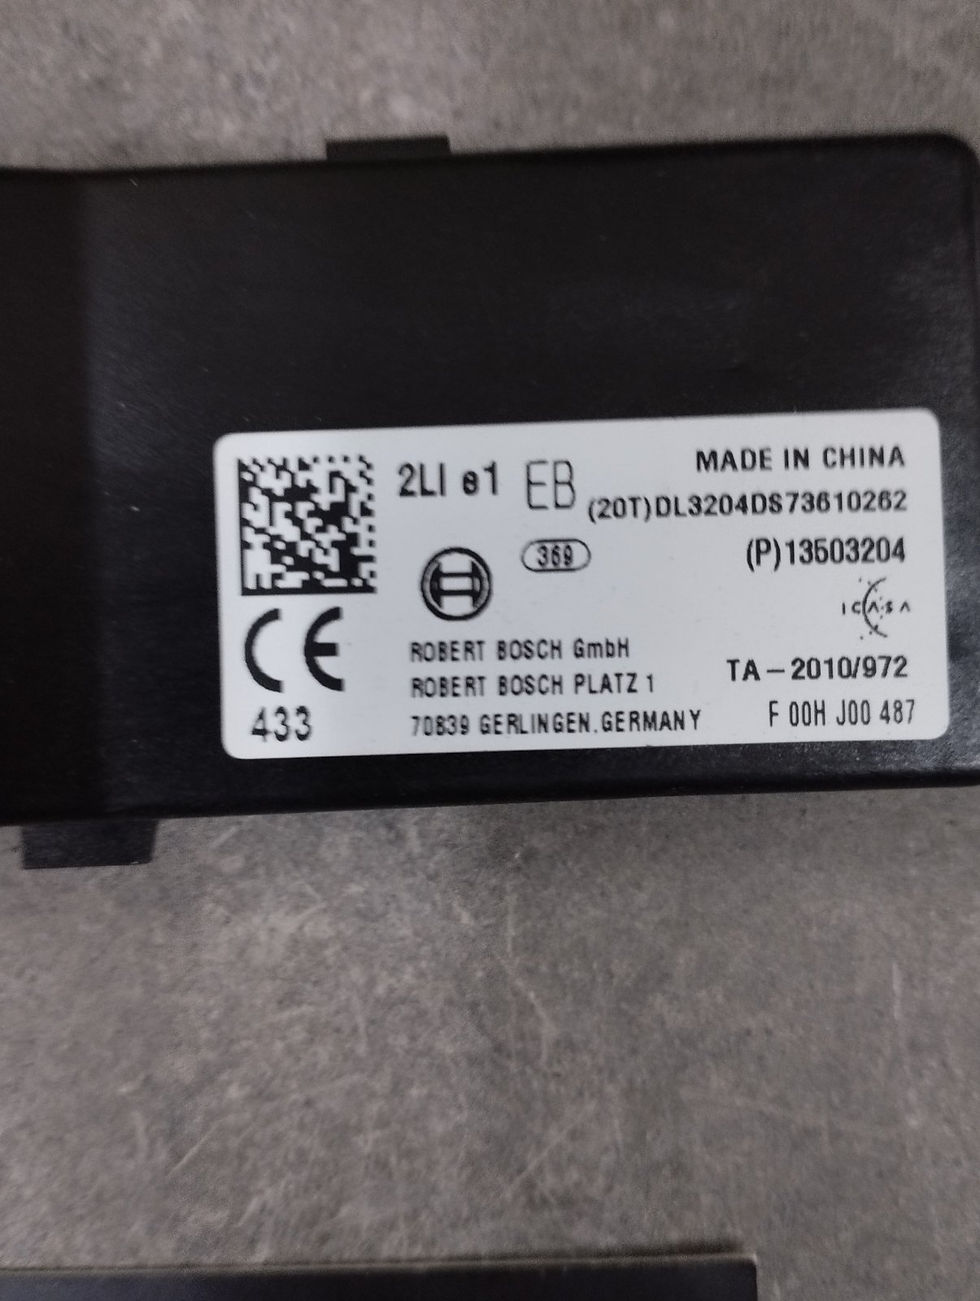 2LI e1 EB
369
MADE IN CHINA
(20T)DL3204DS73610262
(P)13503204
ICASA
TA-2010/972
F 00H J00 487
CE
433
ROBERT BOSCH GmbH
ROBERT BOSCH PLATZ 1
70839 GERLINGEN.GERMANY